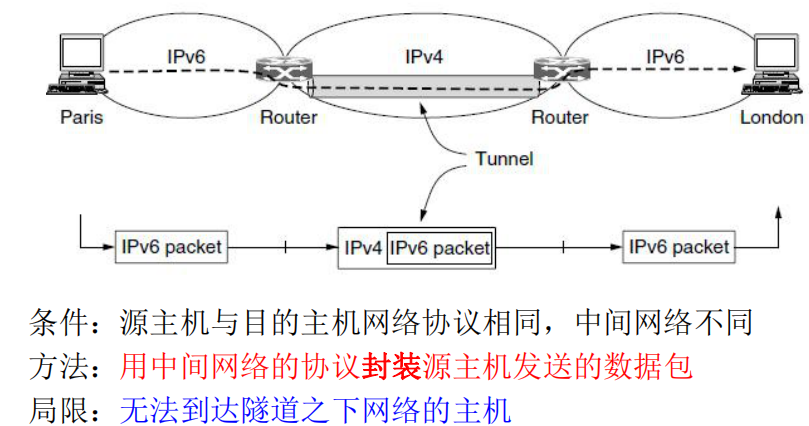 IPv6
IPv4
IPv6
Paris
Router
Router
London
Tunnel
IPv6 packet
IPv4
IPv6 packet
IPv6 packet
条件：源主机与目的主机网络协议相同，中间网络不同
方法：用中间网络的协议封装源主机发送的数据包
局限：无法到达隧道之下网络的主机